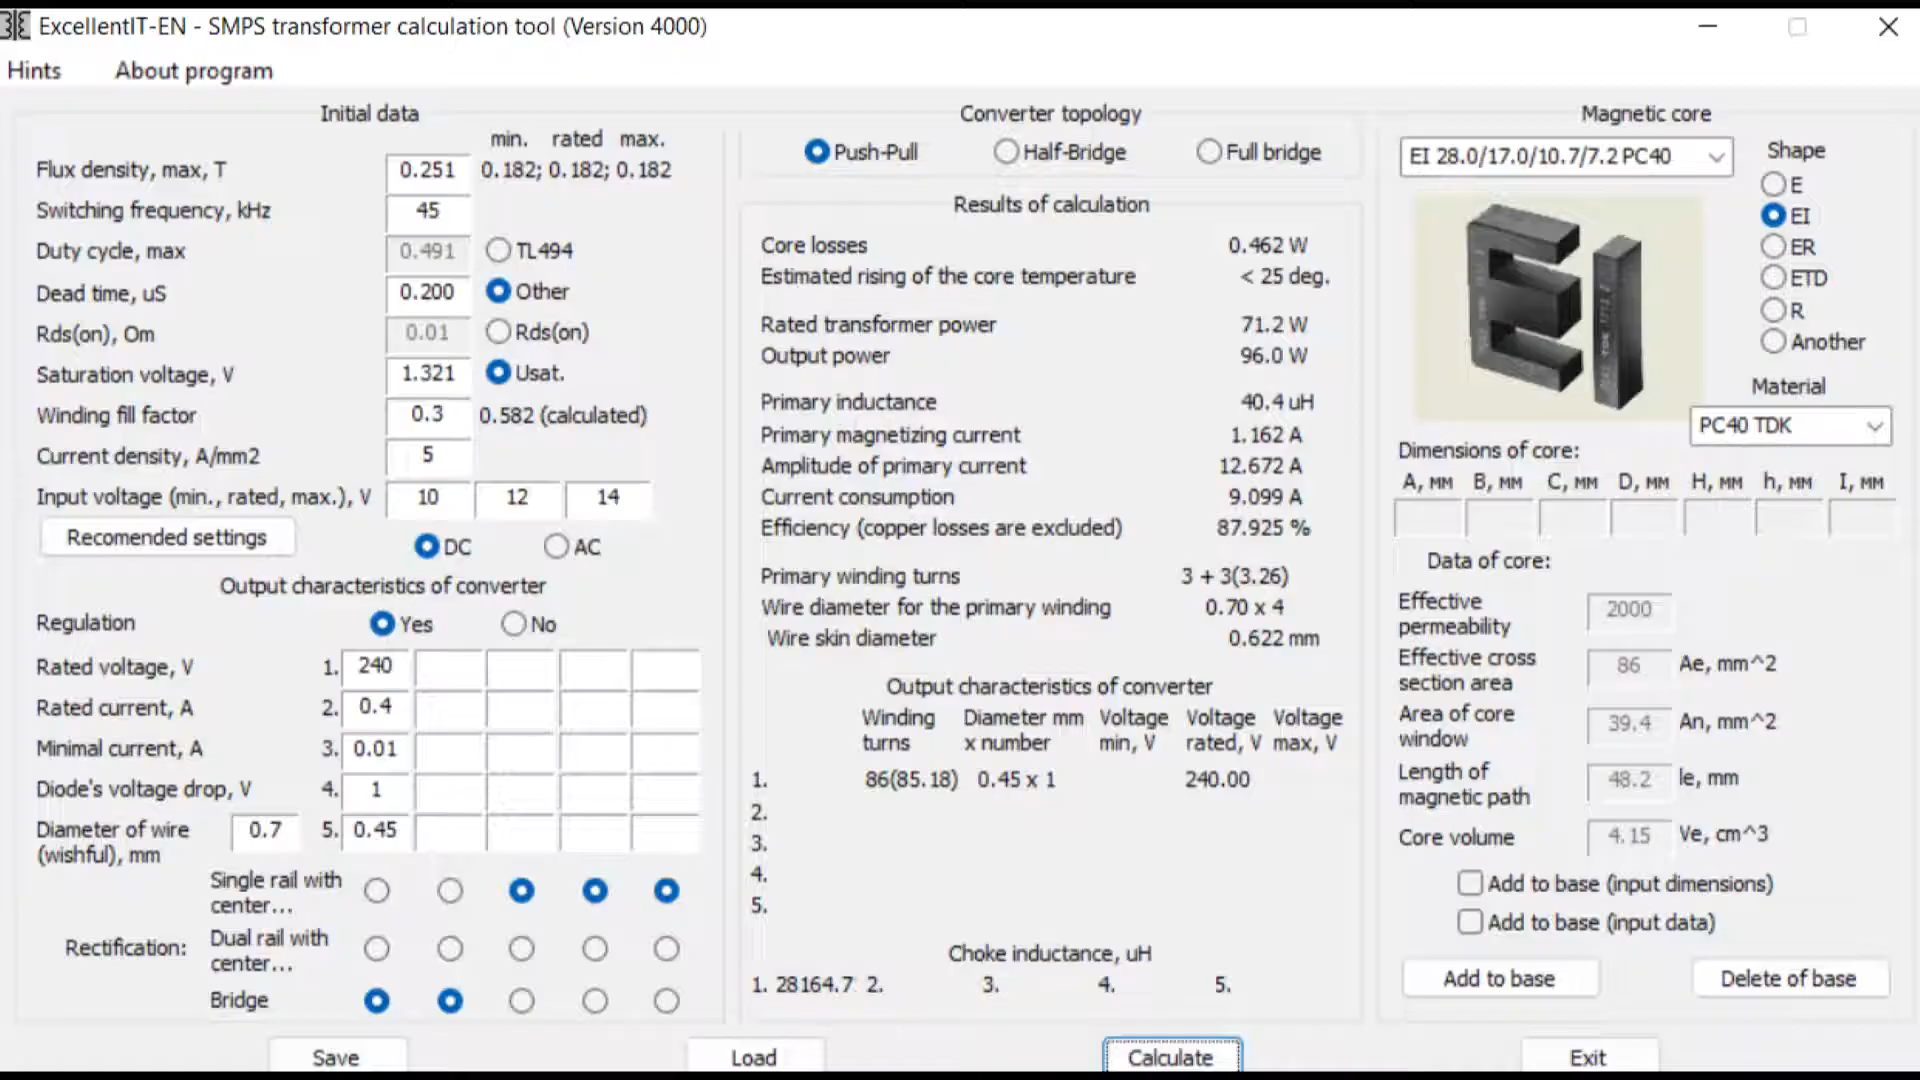 ExcellentIT-EN - SMPS transformer calculation tool (Version 4000)
Hints About program
Initial data
min. rated max.
Flux density, max, T 0.251 0.182; 0.182; 0.182
Switching frequency, kHz 45
Duty cycle, max 0.491 TL494
Dead time, uS 0.200 Other
Rds(on), Om 0.01 Rds(on)
Saturation voltage, V 1.321 Usat.
Winding fill factor 0.3 0.582 (calculated)
Current density, A/mm2 5
Input voltage (min., rated, max.), V 10 12 14
Recomended settings DC AC
Output characteristics of converter
Regulation Yes No
Rated voltage, V 1. 240
Rated current, A 2. 0.4
Minimal current, A 3. 0.01
Diode's voltage drop, V 4. 1
Diameter of wire 0.7 5. 0.45
(wishful), mm
Single rail with
center...
Rectification: Dual rail with
center...
Bridge
Converter topology
Push-Pull Half-Bridge Full bridge
Results of calculation
Core losses 0.462 W
Estimated rising of the core temperature < 25 deg.
Rated transformer power 71.2 W
Output power 96.0 W
Primary inductance 40.4 uH
Primary magnetizing current 1.162 A
Amplitude of primary current 12.672 A
Current consumption 9.099 A
Efficiency (copper losses are excluded) 87.925 %
Primary winding turns 3 + 3(3.26)
Wire diameter for the primary winding 0.70 x 4
Wire skin diameter 0.622 mm
Output characteristics of converter
Winding Diameter mm Voltage Voltage Voltage
turns x number min, V rated, V max, V
1. 86(85.18) 0.45 x 1 240.00
2.
3.
4.
5.
Choke inductance, uH
1. 28164.7 2. 3. 4. 5.
Magnetic core
EI 28.0/17.0/10.7/7.2 PC40
Shape
E
EI
ER
ETD
R
Another
Material
PC40 TDK
Dimensions of core:
A, мм B, мм C, мм D, мм H, мм h, мм I, мм
Data of core:
Effective
permeability 2000
Effective cross
section area 86 Ae, mm^2
Area of core
window 39.4 An, mm^2
Length of
magnetic path 48.2 le, mm
Core volume 4.15 Ve, cm^3
Add to base (input dimensions)
Add to base (input data)
Add to base Delete of base
Save Load Calculate Exit